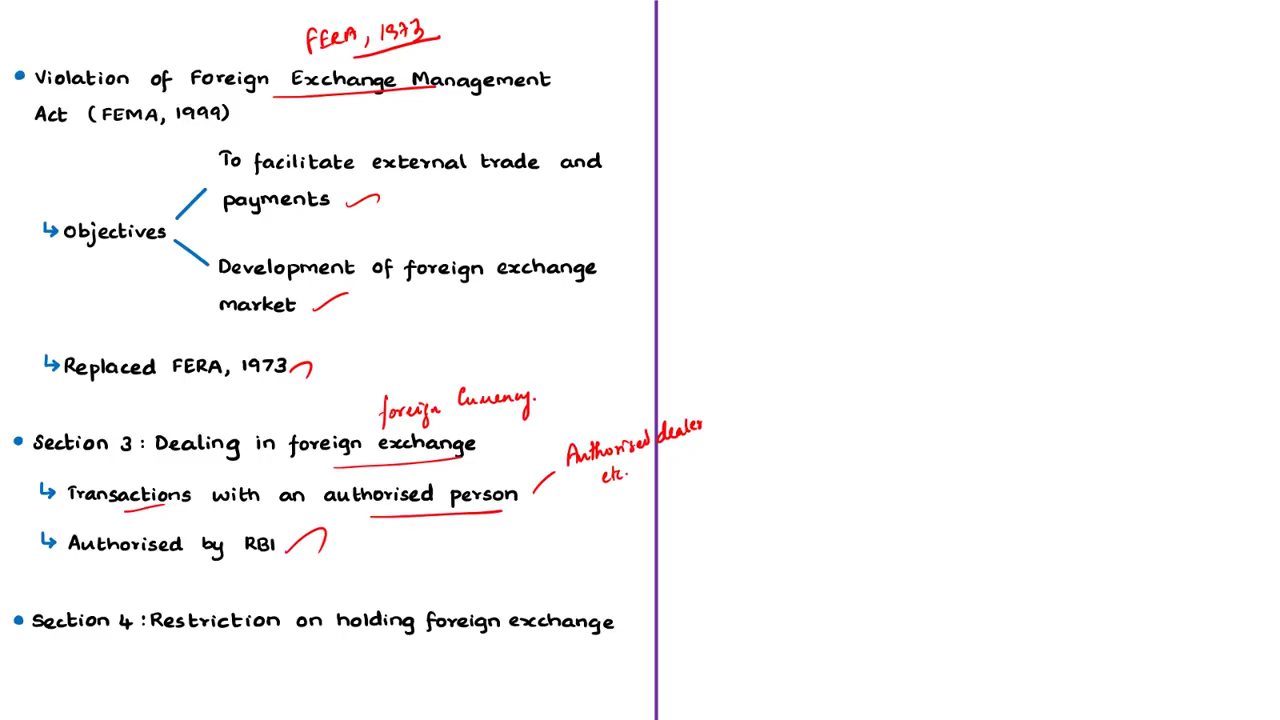 FERA, 1973
• Violation of Foreign Exchange Management
Act (FEMA, 1999)
To facilitate external trade and
payments
↳ Objectives
Development of foreign exchange
market
↳ Replaced FERA, 1973
foreign Currency.
• Section 3: Dealing in foreign exchange
Authorised dealer
etc.
↳ Transactions with an authorised person
↳ Authorised by RBI
• Section 4: Restriction on holding foreign exchange